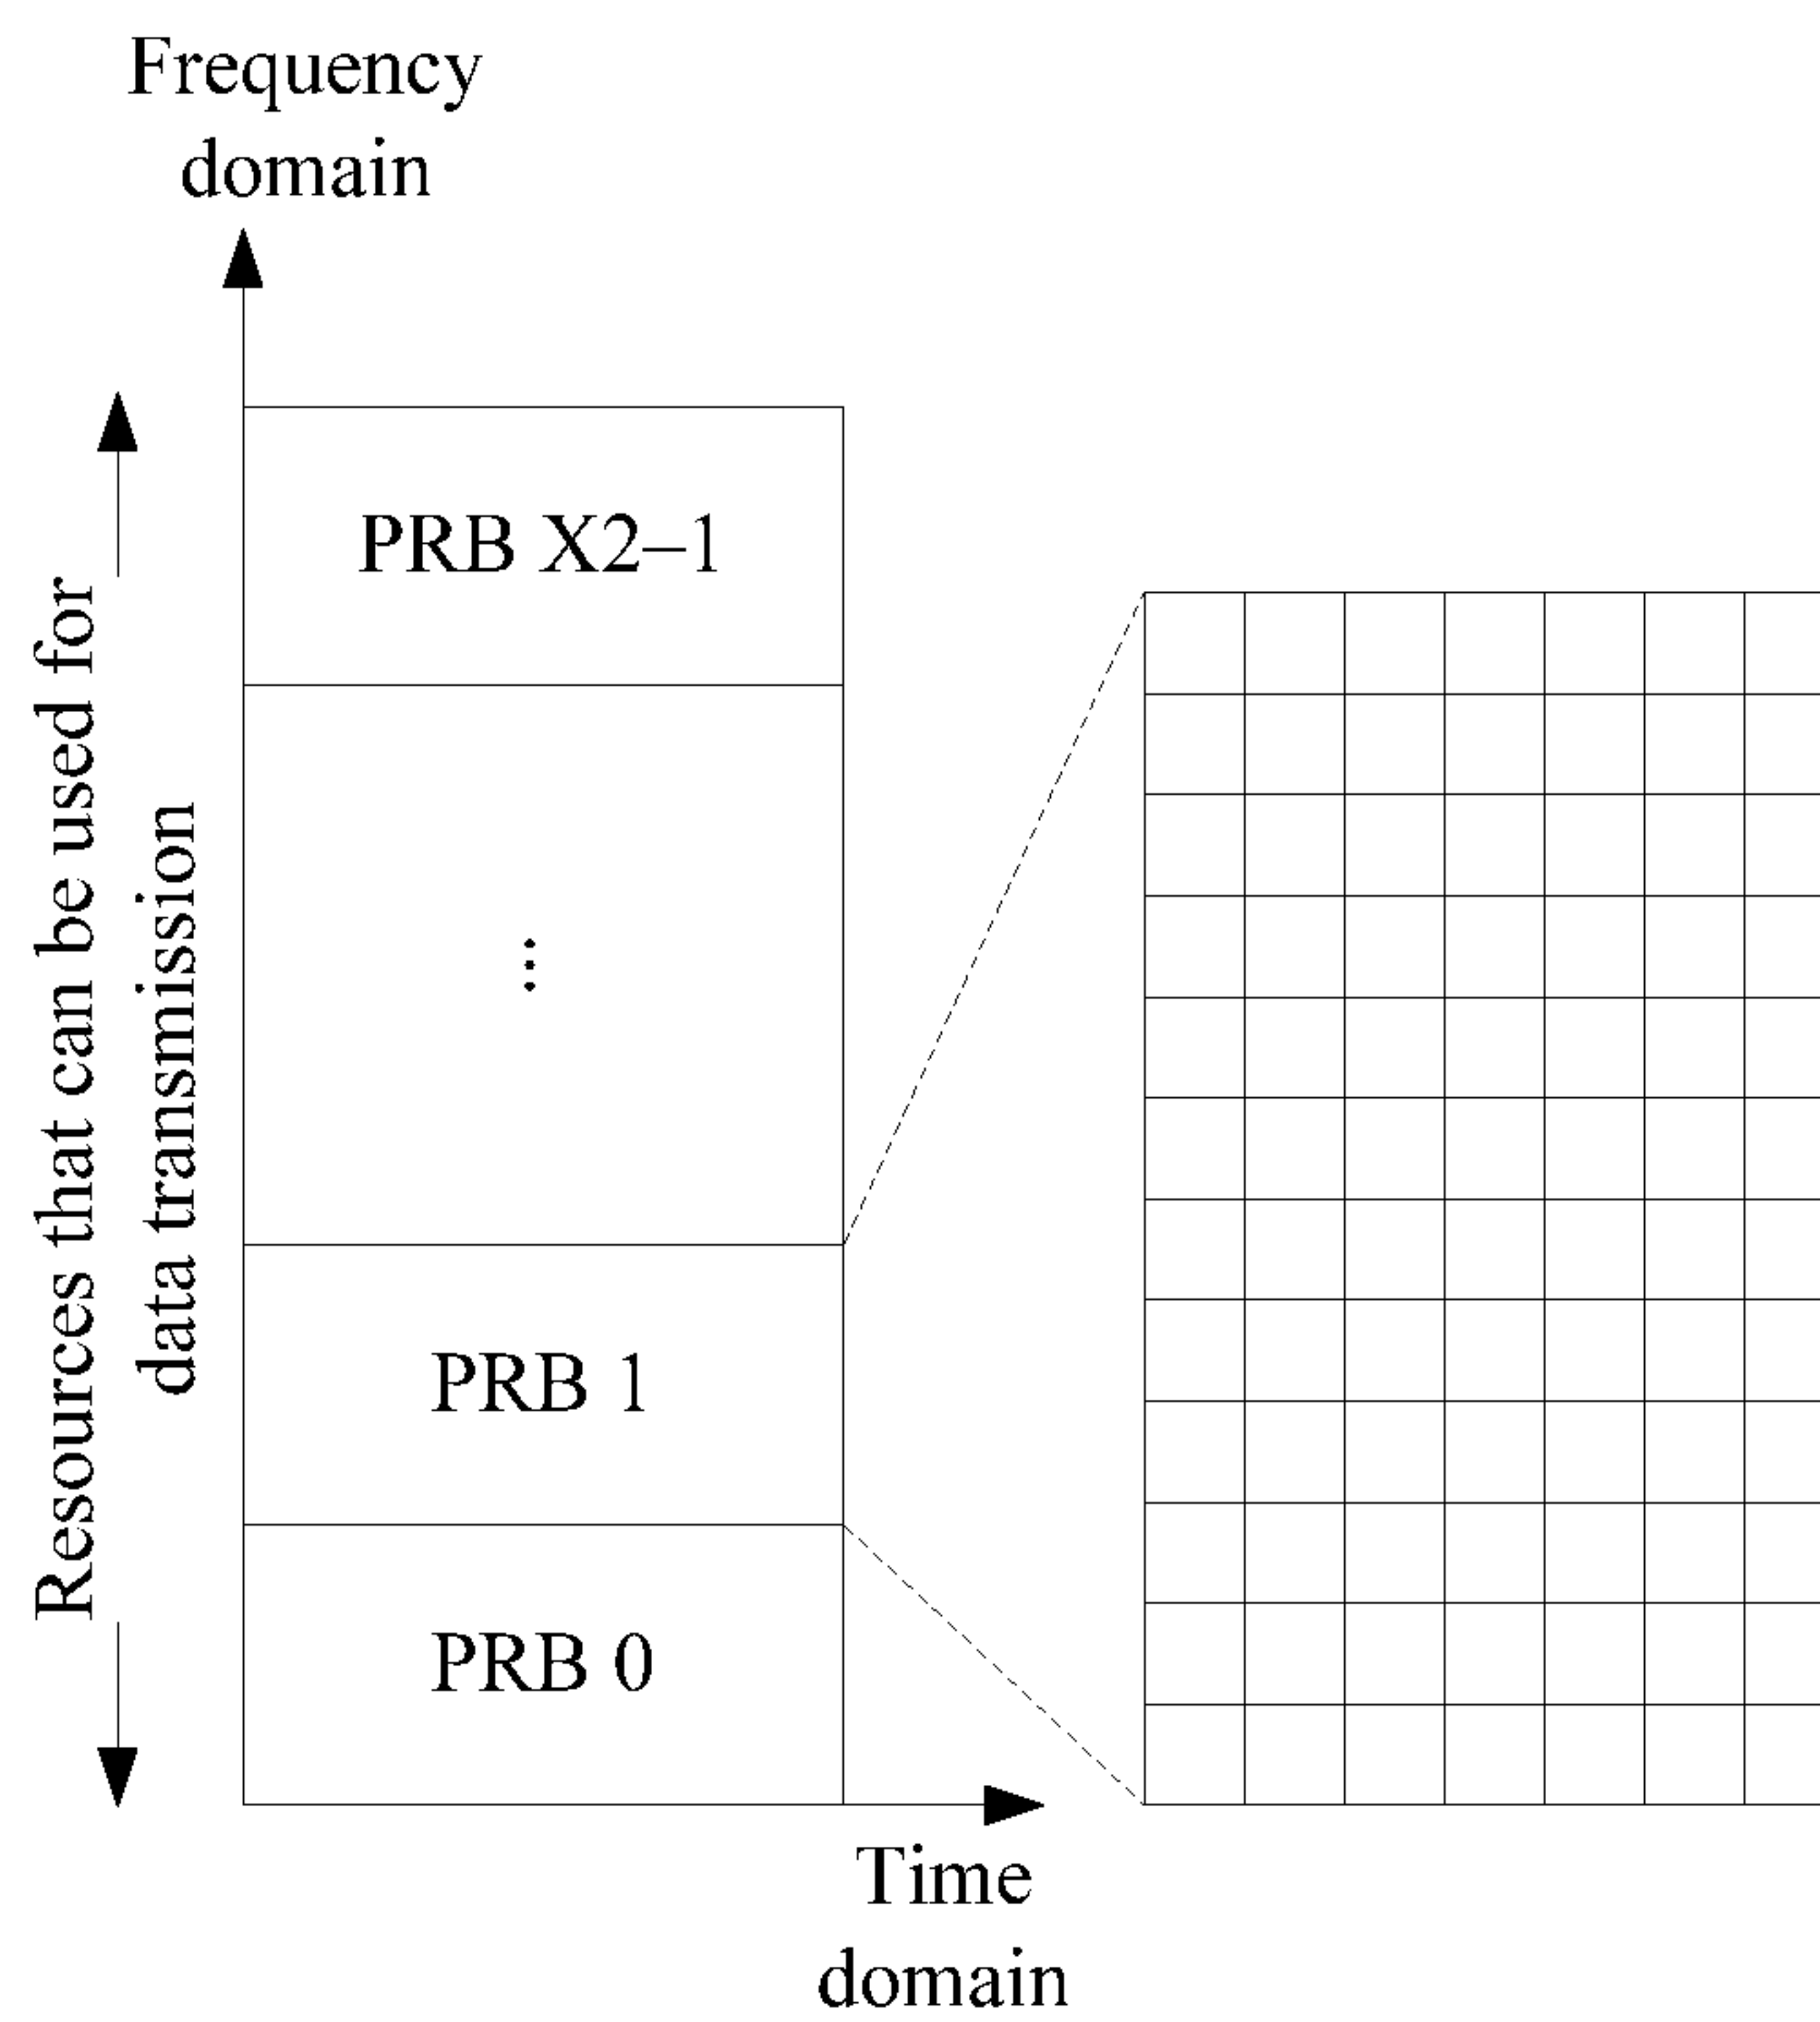 Frequency
domain
Resources that can be used for
data transmission
PRB X2–1
⋮
PRB 1
PRB 0
Time
domain